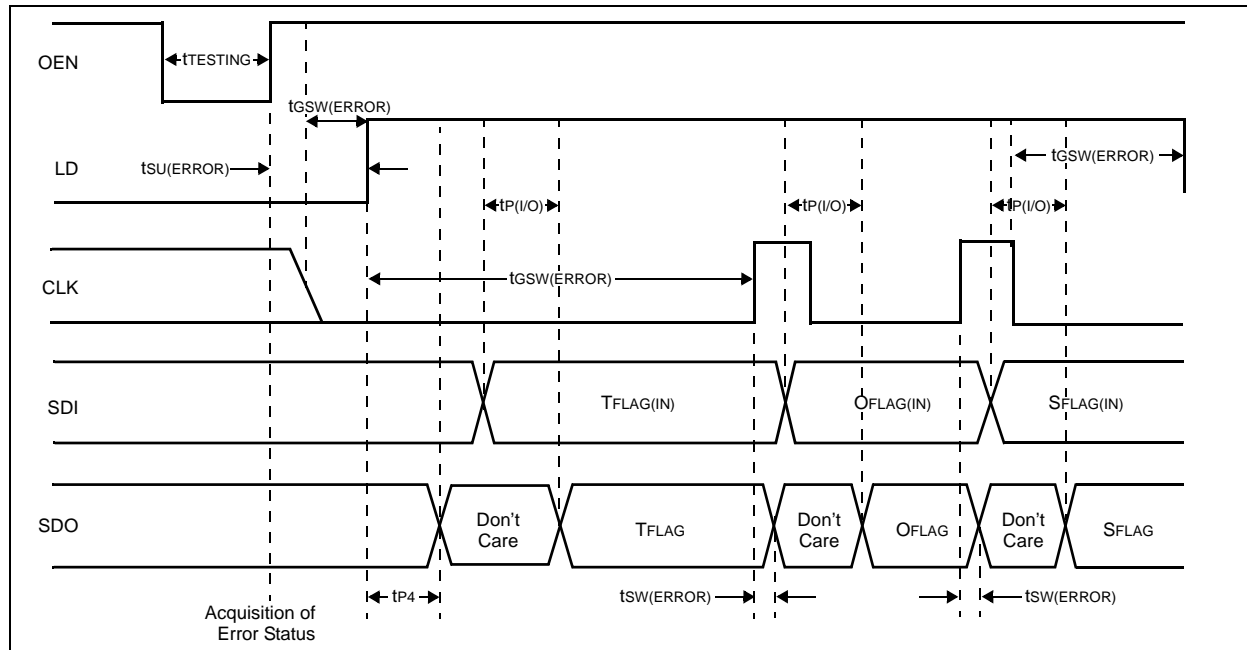 OEN
tTESTING
tGSW(ERROR)
LD
tSU(ERROR)
tGSW(ERROR)
tP(I/O)
tP(I/O)
tP(I/O)
CLK
tGSW(ERROR)
SDI
TFLAG(IN)
OFLAG(IN)
SFLAG(IN)
SDO
Don't
Care
TFLAG
Don't
Care
OFLAG
Don't
Care
SFLAG
tP4
tSW(ERROR)
tSW(ERROR)
Acquisition of
Error Status